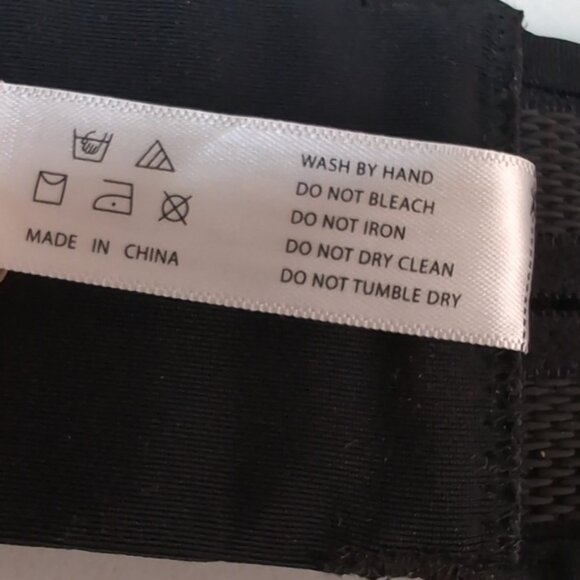 MADE IN CHINA
WASH BY HAND
DO NOT BLEACH
DO NOT IRON
DO NOT DRY CLEAN
DO NOT TUMBLE DRY